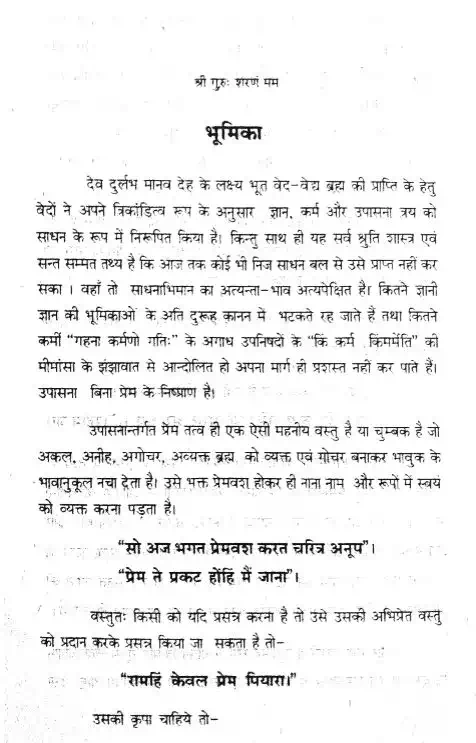 श्री गुरुः शरणं मम
भूमिका
देव दुर्लभ मानव देह के लक्ष्य भूत वेद-वेद्य ब्रह्म की प्राप्ति के हेतु
वेदों ने अपने त्रिकांडित्व रूप के अनुसार ज्ञान, कर्म और उपासना त्रय को
साधन के रूप में निरूपित किया है। किन्तु साथ ही यह सर्व श्रुति शास्त्र एवं
सन्त सम्मत तथ्य है कि आज तक कोई भी निज साधन बल से उसे प्राप्त नहीं कर
सका । वहाँ तो साधनाभिमान का अत्यन्ता-भाव अत्यपेक्षित है। कितने ज्ञानी
ज्ञान की भूमिकाओं के अति दुरूह कानन में भटकते रह जाते हैं तथा कितने
कर्मी "गहना कर्मणो गतिः" के अगाध उपनिषदों के "किं कर्म किंमर्मेति" की
मीमांसा के झंझावात से आन्दोलित हो अपना मार्ग ही प्रशस्त नहीं कर पाते हैं।
उपासना बिना प्रेम के निष्प्राण है।
उपासनान्तर्गत प्रेम तत्व ही एक ऐसी महनीय वस्तु है या चुम्बक है जो
अकल, अनीह, अगोचर, अव्यक्त ब्रह्म को व्यक्त एवं गोचर बनाकर भावुक के
भावानुकूल नचा देता है। उसे भक्त प्रेमवश होकर ही नाना नाम और रूपों में स्वयं
को व्यक्त करना पड़ता है।
"सो अज भगत प्रेमवश करत चरित्र अनूप"।
"प्रेम ते प्रकट होंहिं मैं जाना"।
वस्तुतः किसी को यदि प्रसन्न करना है तो उसे उसकी अभिप्रेत वस्तु
को प्रदान करके प्रसन्न किया जा सकता है तो-
"रामहिं केवल प्रेम पियारा।"
उसकी कृपा चाहिये तो-